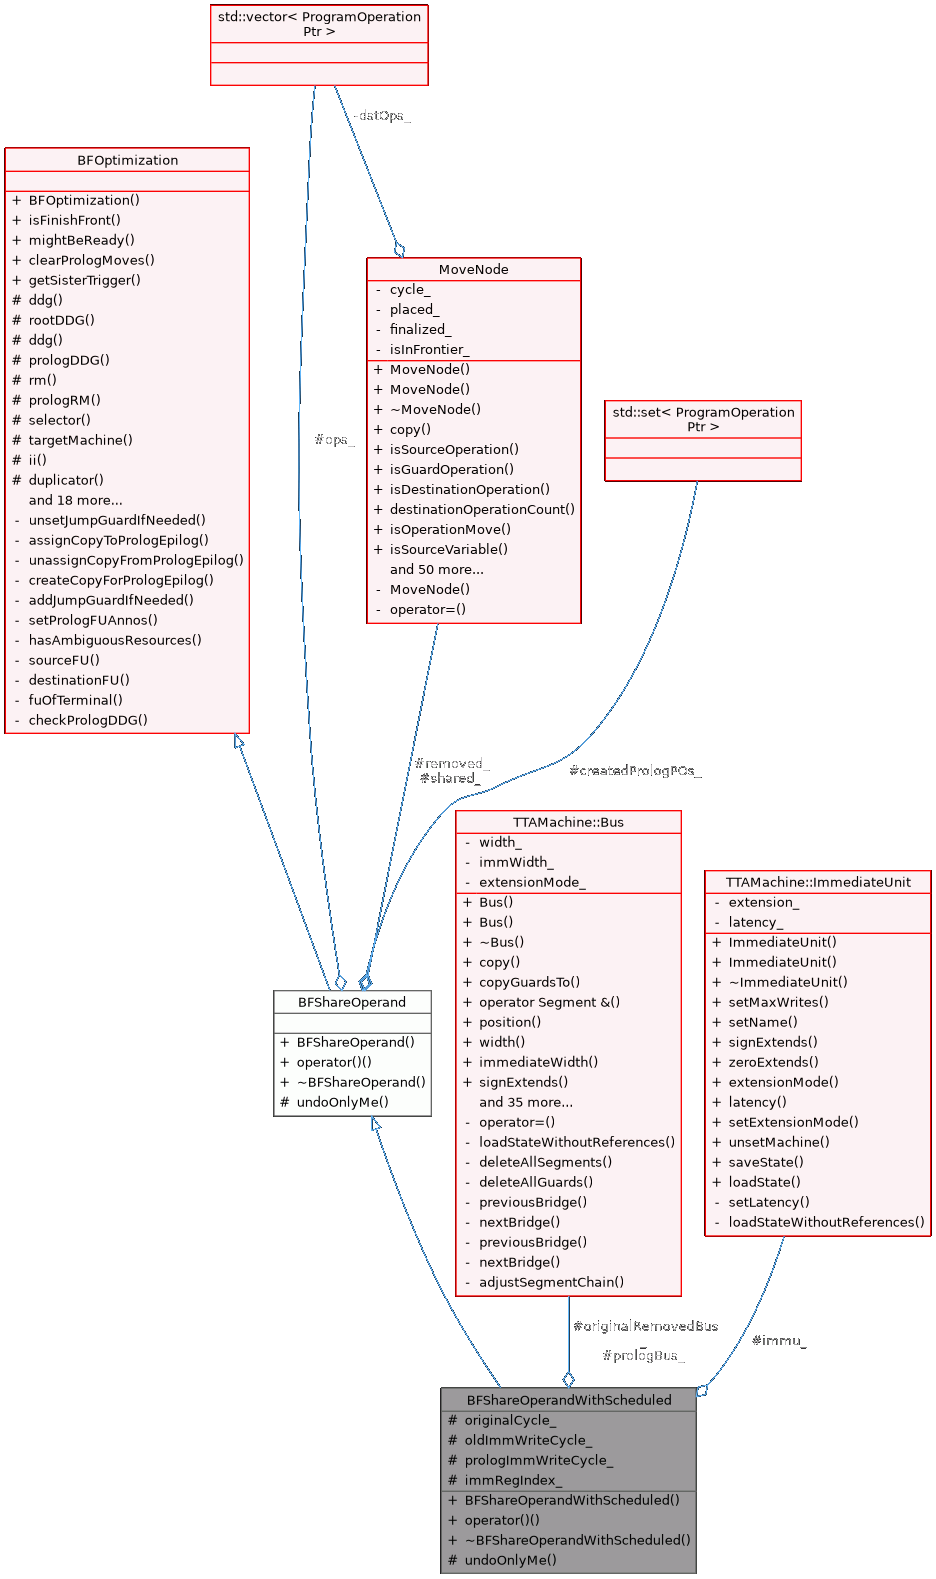 std::vector< ProgramOperation
Ptr >
-dstOps_
BFOptimization
+ BFOptimization()
+ isFinishFront()
+ mightBeReady()
+ clearPrologMoves()
+ getSisterTrigger()
# ddg()
# rootDDG()
# ddg()
# prologDDG()
# rm()
# prologRM()
# selector()
# targetMachine()
# ii()
# duplicator()
and 18 more...
- unsetJumpGuardIfNeeded()
- assignCopyToPrologEpilog()
- unassignCopyFromPrologEpilog()
- createCopyForPrologEpilog()
- addJumpGuardIfNeeded()
- setPrologFUAnnos()
- hasAmbiguousResources()
- sourceFU()
- destinationFU()
- fuOfTerminal()
- checkPrologDDG()
MoveNode
- cycle_
- placed_
- finalized_
- isInFrontier_
+ MoveNode()
+ MoveNode()
+ ~MoveNode()
+ copy()
+ isSourceOperation()
+ isGuardOperation()
+ isDestinationOperation()
+ destinationOperationCount()
+ isOperationMove()
+ isSourceVariable()
and 50 more...
- MoveNode()
- operator=()
#ops_
std::set< ProgramOperation
Ptr >
#removed_
#shared_
#createdPrologPOs_
TTAMachine::Bus
- width_
- immWidth_
- extensionMode_
+ Bus()
+ Bus()
+ ~Bus()
+ copy()
+ copyGuardsTo()
+ operator Segment &()
+ position()
+ width()
+ immediateWidth()
+ signExtends()
and 35 more...
- operator=()
- loadStateWithoutReferences()
- deleteAllSegments()
- deleteAllGuards()
- previousBridge()
- nextBridge()
- previousBridge()
- nextBridge()
- adjustSegmentChain()
TTAMachine::ImmediateUnit
- extension_
- latency_
+ ImmediateUnit()
+ ImmediateUnit()
+ ~ImmediateUnit()
+ setMaxWrites()
+ setName()
+ signExtends()
+ zeroExtends()
+ extensionMode()
+ latency()
+ setExtensionMode()
+ unsetMachine()
+ saveState()
+ loadState()
- setLatency()
- loadStateWithoutReferences()
BFShareOperand
+ BFShareOperand()
+ operator()()
+ ~BFShareOperand()
# undoOnlyMe()
#originalRemovedBus
_
#prologBus_
#immu_
BFShareOperandWithScheduled
# originalCycle_
# oldImmWriteCycle_
# prologImmWriteCycle_
# immRegIndex_
+ BFShareOperandWithScheduled()
+ operator()()
+ ~BFShareOperandWithScheduled()
# undoOnlyMe()